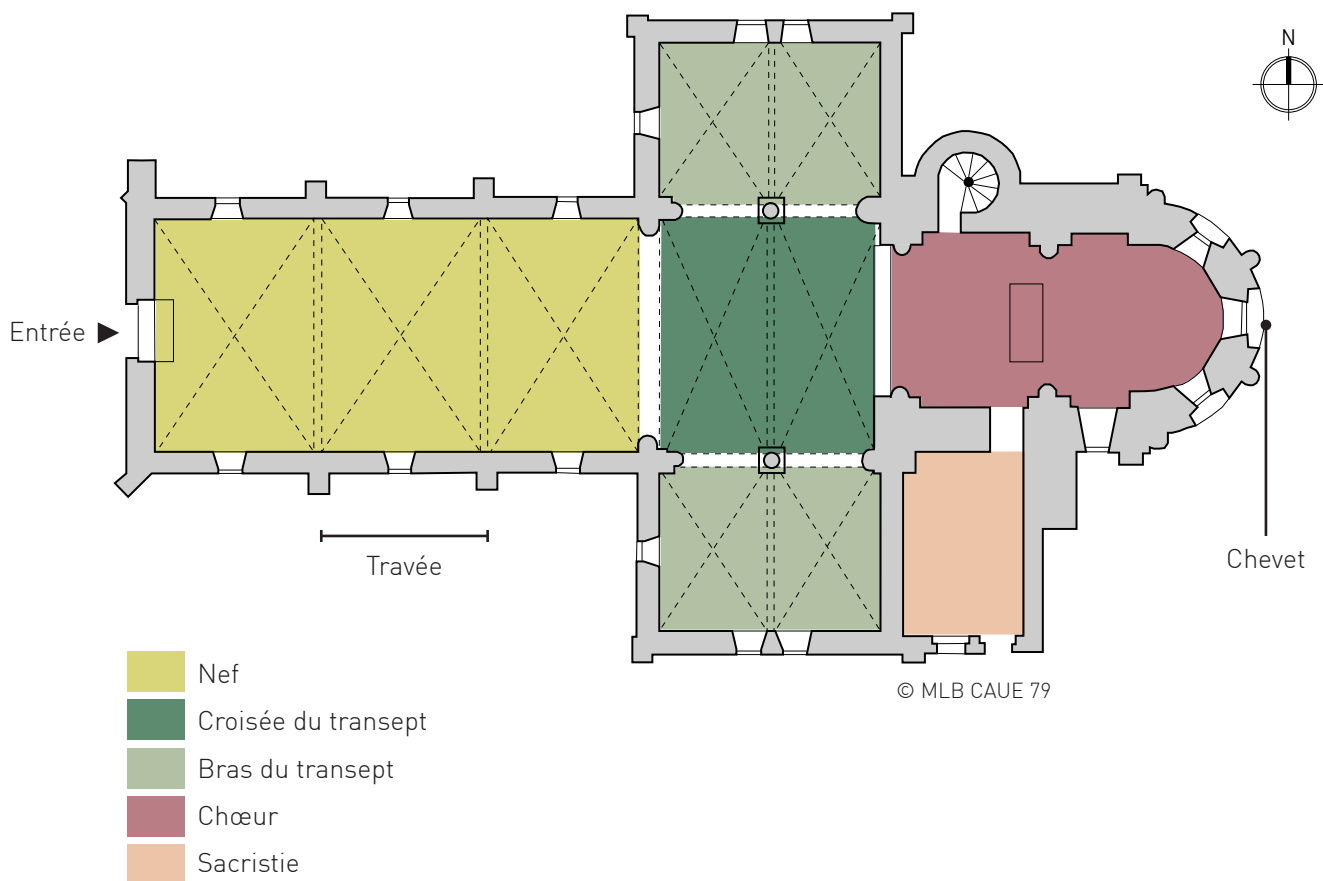 N
Entrée
Travée
Chevet
© MLB CAUE 79
Nef
Croisée du transept
Bras du transept
Chœur
Sacristie